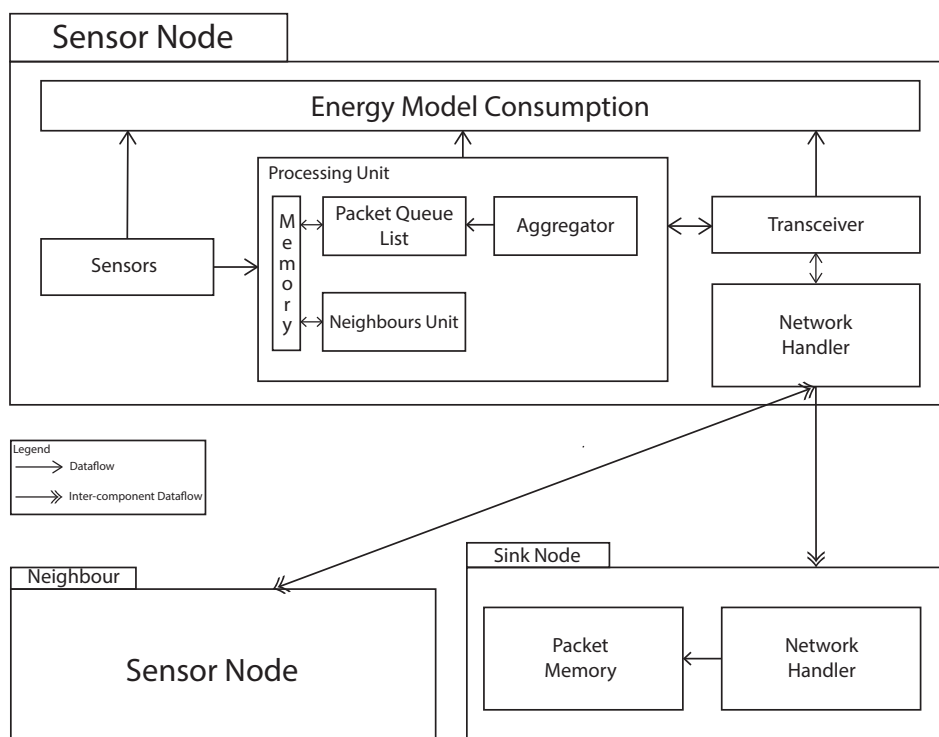 Sensor Node
Energy Model Consumption
Processing Unit
Memory
Packet Queue
List
Aggregator
Transceiver
Sensors
Neighbours Unit
Network
Handler
Legend
Dataflow
Inter-component Dataflow
Sink Node
Neighbour
Sensor Node
Packet
Memory
Network
Handler